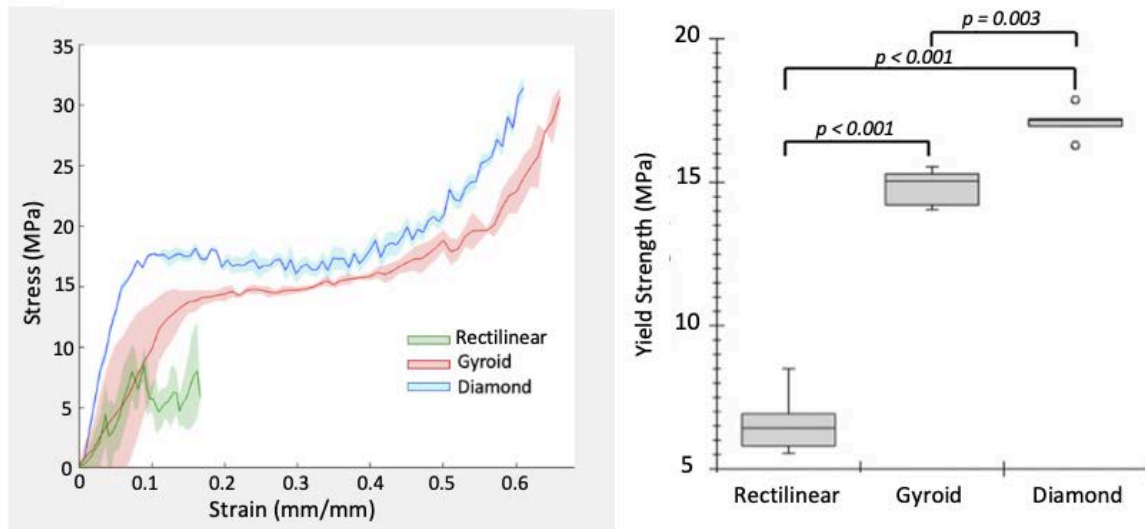 35
30
25
20
15
10
5
0
Stress (MPa)
0 0.1 0.2 0.3 0.4 0.5 0.6
Strain (mm/mm)
Rectilinear
Gyroid
Diamond
20
15
10
5
Yield Strength (MPa)
p = 0.003
p < 0.001
p < 0.001
Rectilinear Gyroid Diamond